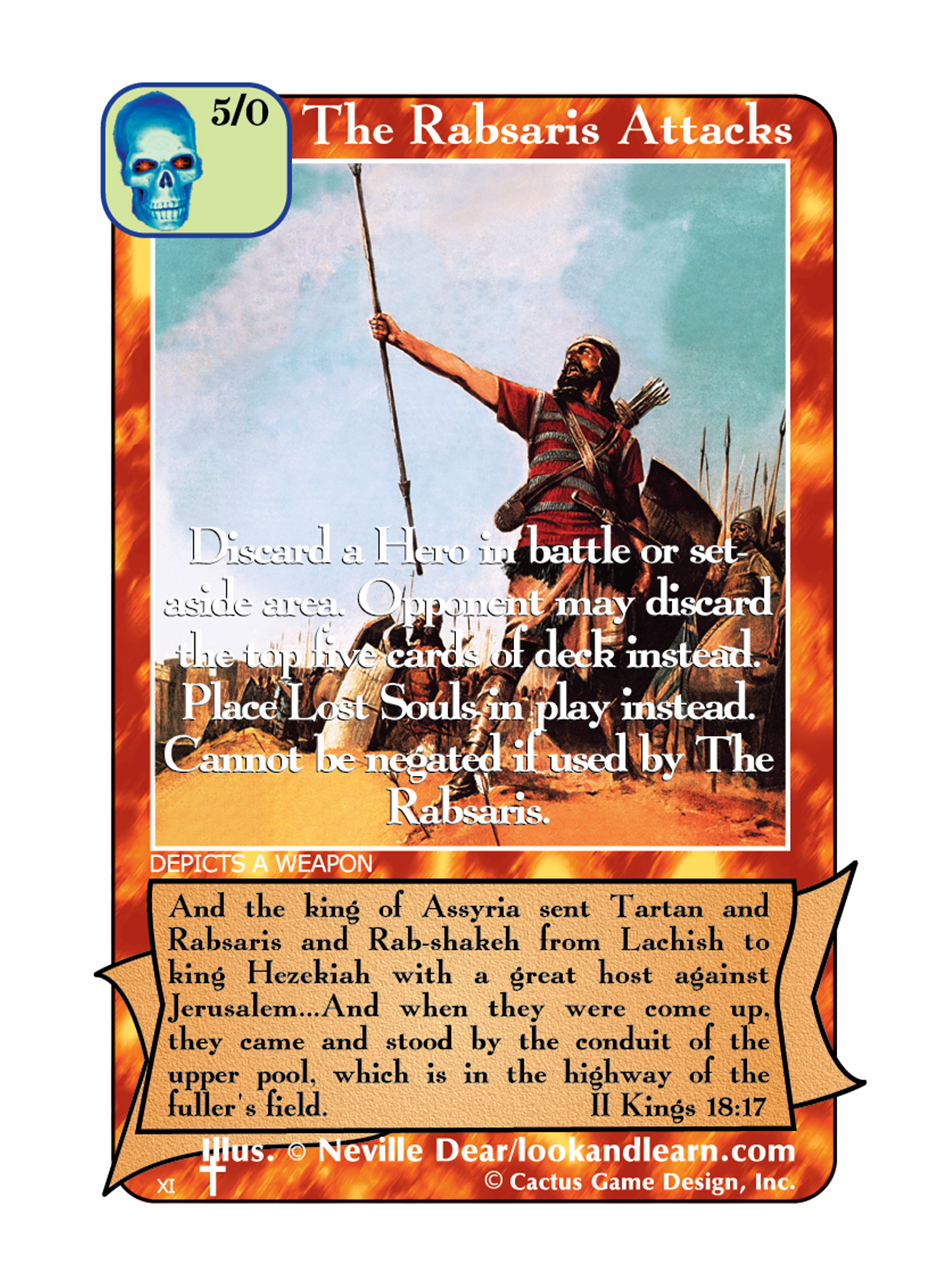 5/0
The Rabsaris Attacks
Discard a Hero in battle or set-
aside area. Opponent may discard
the top five cards of deck instead.
Place Lost Souls in play instead.
Cannot be negated if used by The
Rabsaris.
DEPICTS A WEAPON
And the king of Assyria sent Tartan and
Rabsaris and Rab-shakeh from Lachish to
king Hezekiah with a great host against
Jerusalem...And when they were come up,
they came and stood by the conduit of the
upper pool, which is in the highway of the
fuller's field. II Kings 18:17
Illus. © Neville Dear/lookandlearn.com
XI © Cactus Game Design, Inc.